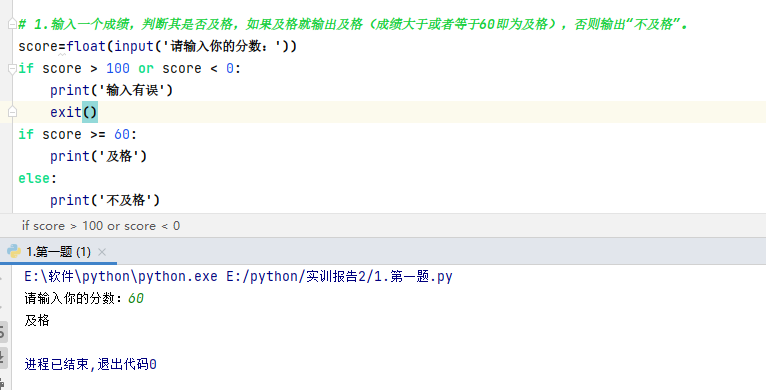 # 1.输入一个成绩，判断其是否及格，如果及格就输出及格（成绩大于或者等于60即为及格），否则输出“不及格”.
score=float(input('请输入你的分数：'))
if score > 100 or score < 0:
    print('输入有误')
    exit()
if score >= 60:
    print('及格')
else:
    print('不及格')
if score > 100 or score < 0
1.第一题 (1)
E:\软件\python\python.exe E:/python/实训报告2/1.第一题.py
请输入你的分数：60
及格
进程已结束,退出代码0